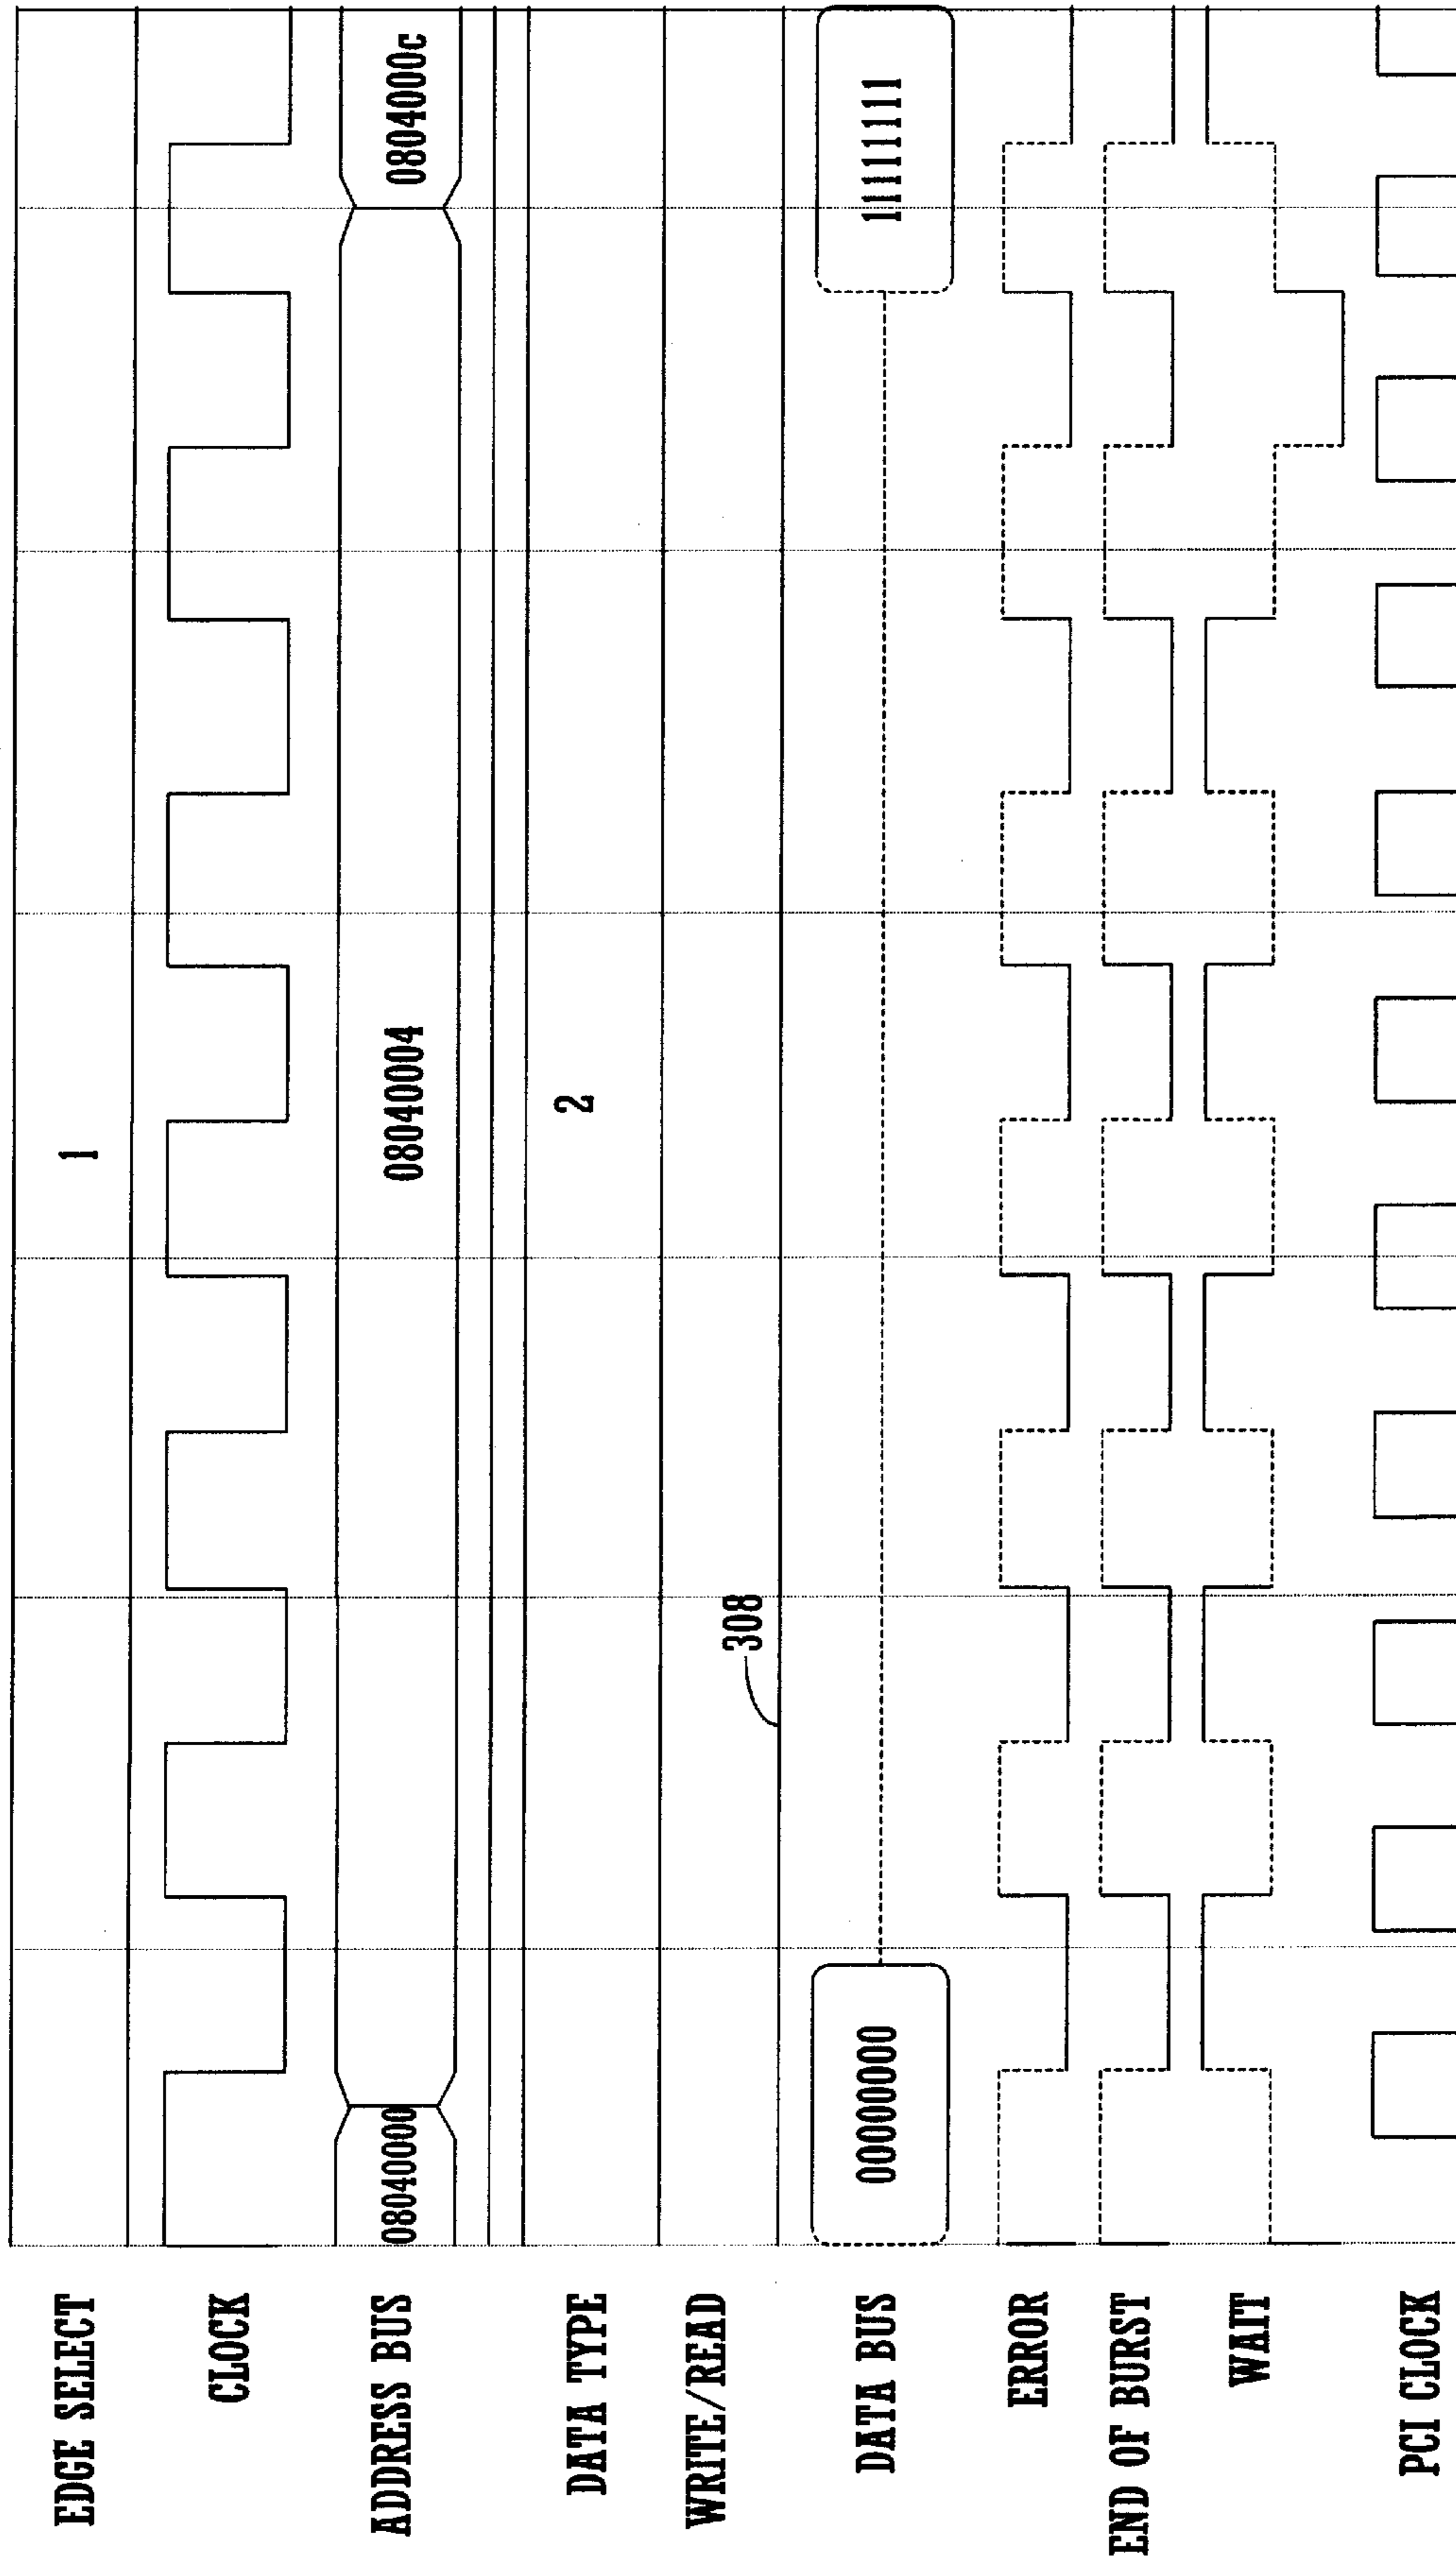 EDGE SELECT
1
CLOCK
ADDRESS BUS
08040000
08040004
0804000c
DATA TYPE
2
WRITE/READ
308
DATA BUS
00000000
11111111
ERROR
END OF BURST
WAIT
PCI CLOCK